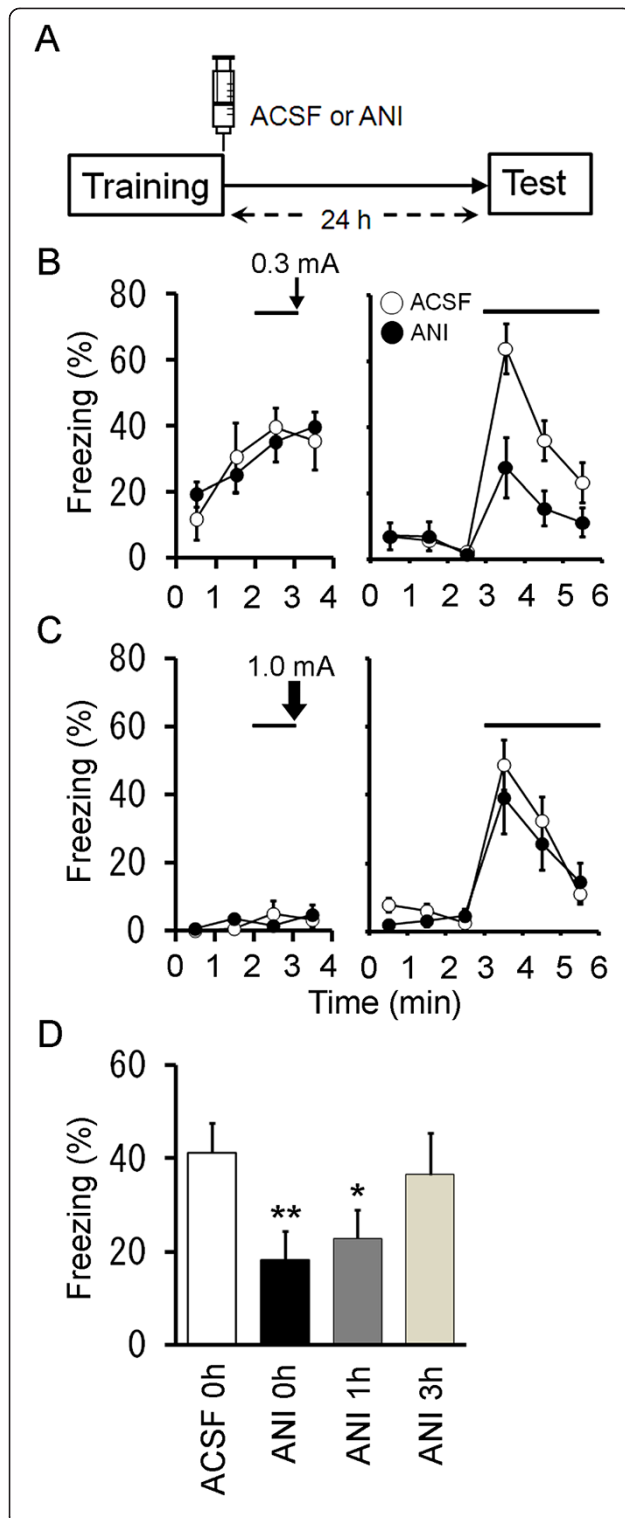 A
ACSF or ANI
Training
Test
24 h
B
0.3 mA
Freezing (%)
80
60
40
20
0
0 1 2 3 4
ACSF
ANI
0 1 2 3 4 5 6
C
1.0 mA
Freezing (%)
80
60
40
20
0
0 1 2 3 4
0 1 2 3 4 5 6
Time (min)
D
Freezing (%)
60
40
20
0
**
*
ACSF 0h
ANI 0h
ANI 1h
ANI 3h